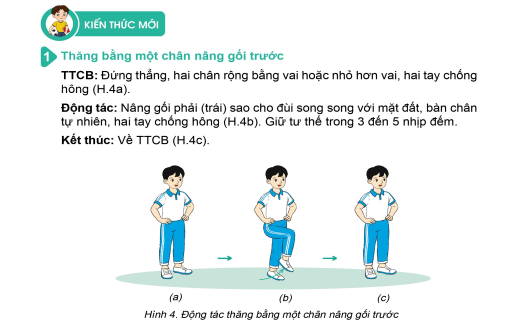 KIẾN THỨC MỚI
1 Thăng bằng một chân nâng gối trước
TTCB: Đứng thẳng, hai chân rộng bằng vai hoặc nhỏ hơn vai, hai tay chống
hông (H.4a).
Động tác: Nâng gối phải (trái) sao cho đùi song song với mặt đất, bàn chân
tự nhiên, hai tay chống hông (H.4b). Giữ tư thế trong 3 đến 5 nhịp đếm.
Kết thúc: Về TTCB (H.4c).
(a) (b) (c)
Hình 4. Động tác thăng bằng một chân nâng gối trước